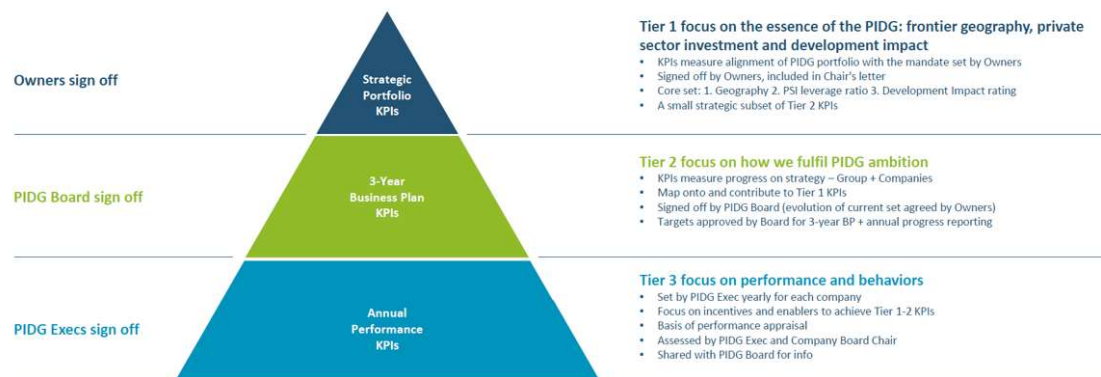 Owners sign off
Strategic
Portfolio
KPIs
Tier 1 focus on the essence of the PIDG: frontier geography, private
sector investment and development impact
• KPIs measure alignment of PIDG portfolio with the mandate set by Owners
• Signed off by Owners, included in Chair's letter
• Core set: 1. Geography 2. PSI leverage ratio 3. Development Impact rating
• A small strategic subset of Tier 2 KPIs
PIDG Board sign off
3-Year
Business Plan
KPIs
Tier 2 focus on how we fulfil PIDG ambition
• KPIs measure progress on strategy – Group + Companies
• Map onto and contribute to Tier 1 KPIs
• Signed off by PIDG Board (evolution of current set agreed by Owners)
• Targets approved by Board for 3-year BP + annual progress reporting
PIDG Execs sign off
Annual
Performance
KPIs
Tier 3 focus on performance and behaviors
• Set by PIDG Exec yearly for each company
• Focus on incentives and enablers to achieve Tier 1-2 KPIs
• Basis of performance appraisal
• Assessed by PIDG Exec and Company Board Chair
• Shared with PIDG Board for info